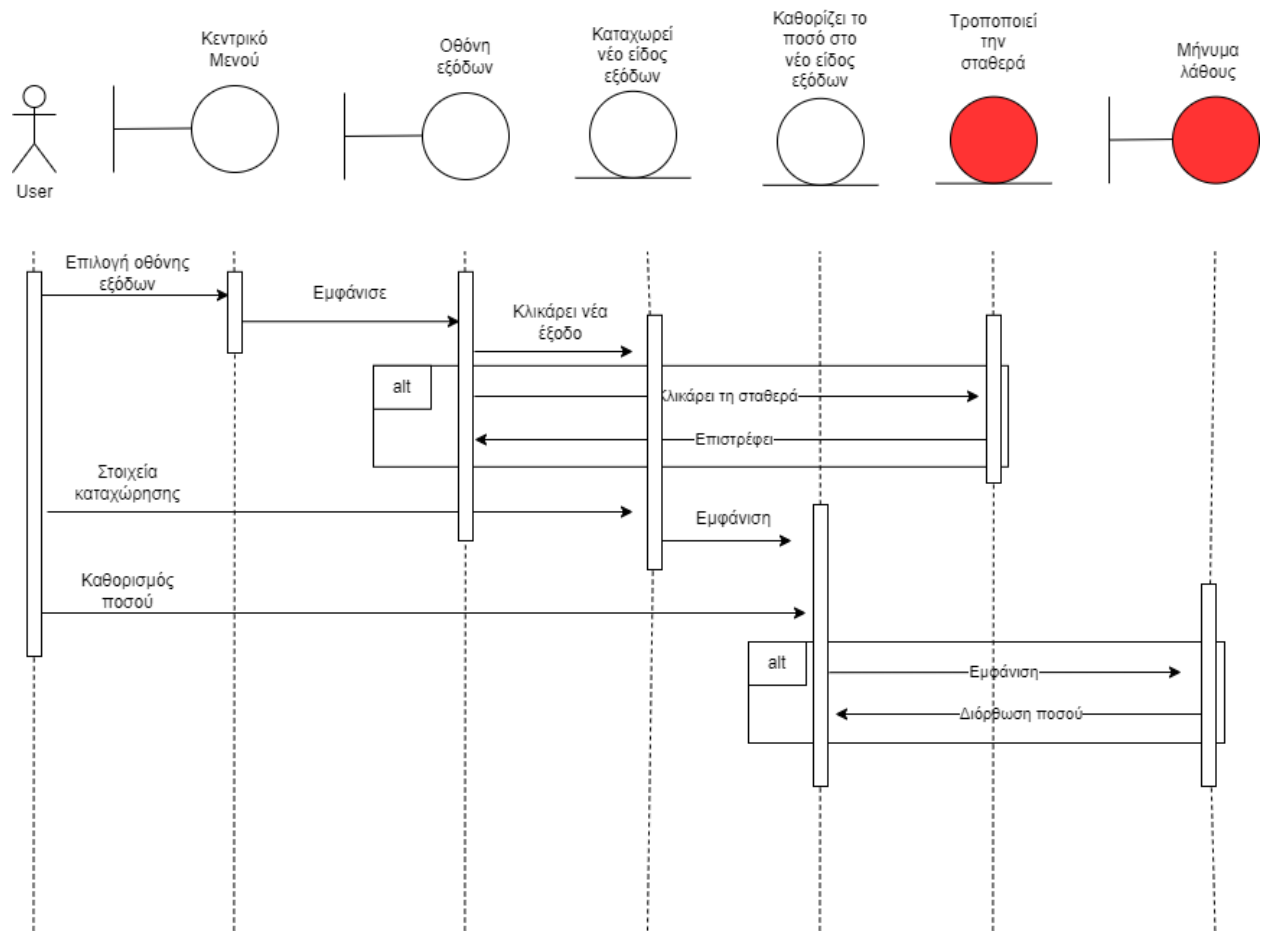 Κεντρικό
Μενού
Οθόνη
εξόδων
Καταχωρεί
νέο είδος
εξόδων
Καθορίζει το
ποσό στο
νέο είδος
εξόδων
Τροποποιεί
την
σταθερά
Μήνυμα
λάθους
User
Επιλογή οθόνης
εξόδων
Εμφάνισε
Κλικάρει νέα
έξοδο
alt
Κλικάρει τη σταθερά
Επιστρέφει
Στοιχεία
καταχώρησης
Εμφάνιση
Καθορισμός
ποσού
alt
Εμφάνιση
Διόρθωση ποσού